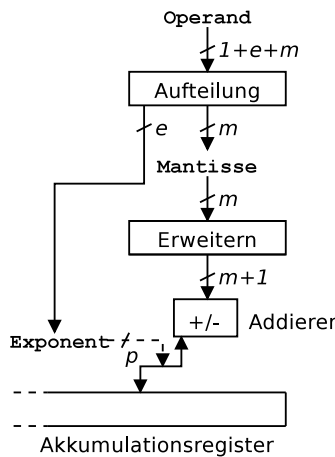 Operand
1+e+m
Aufteilung
e
m
Mantisse
m
Erweitern
m+1
+/-
Addierer
Exponent
p
Akkumulationsregister